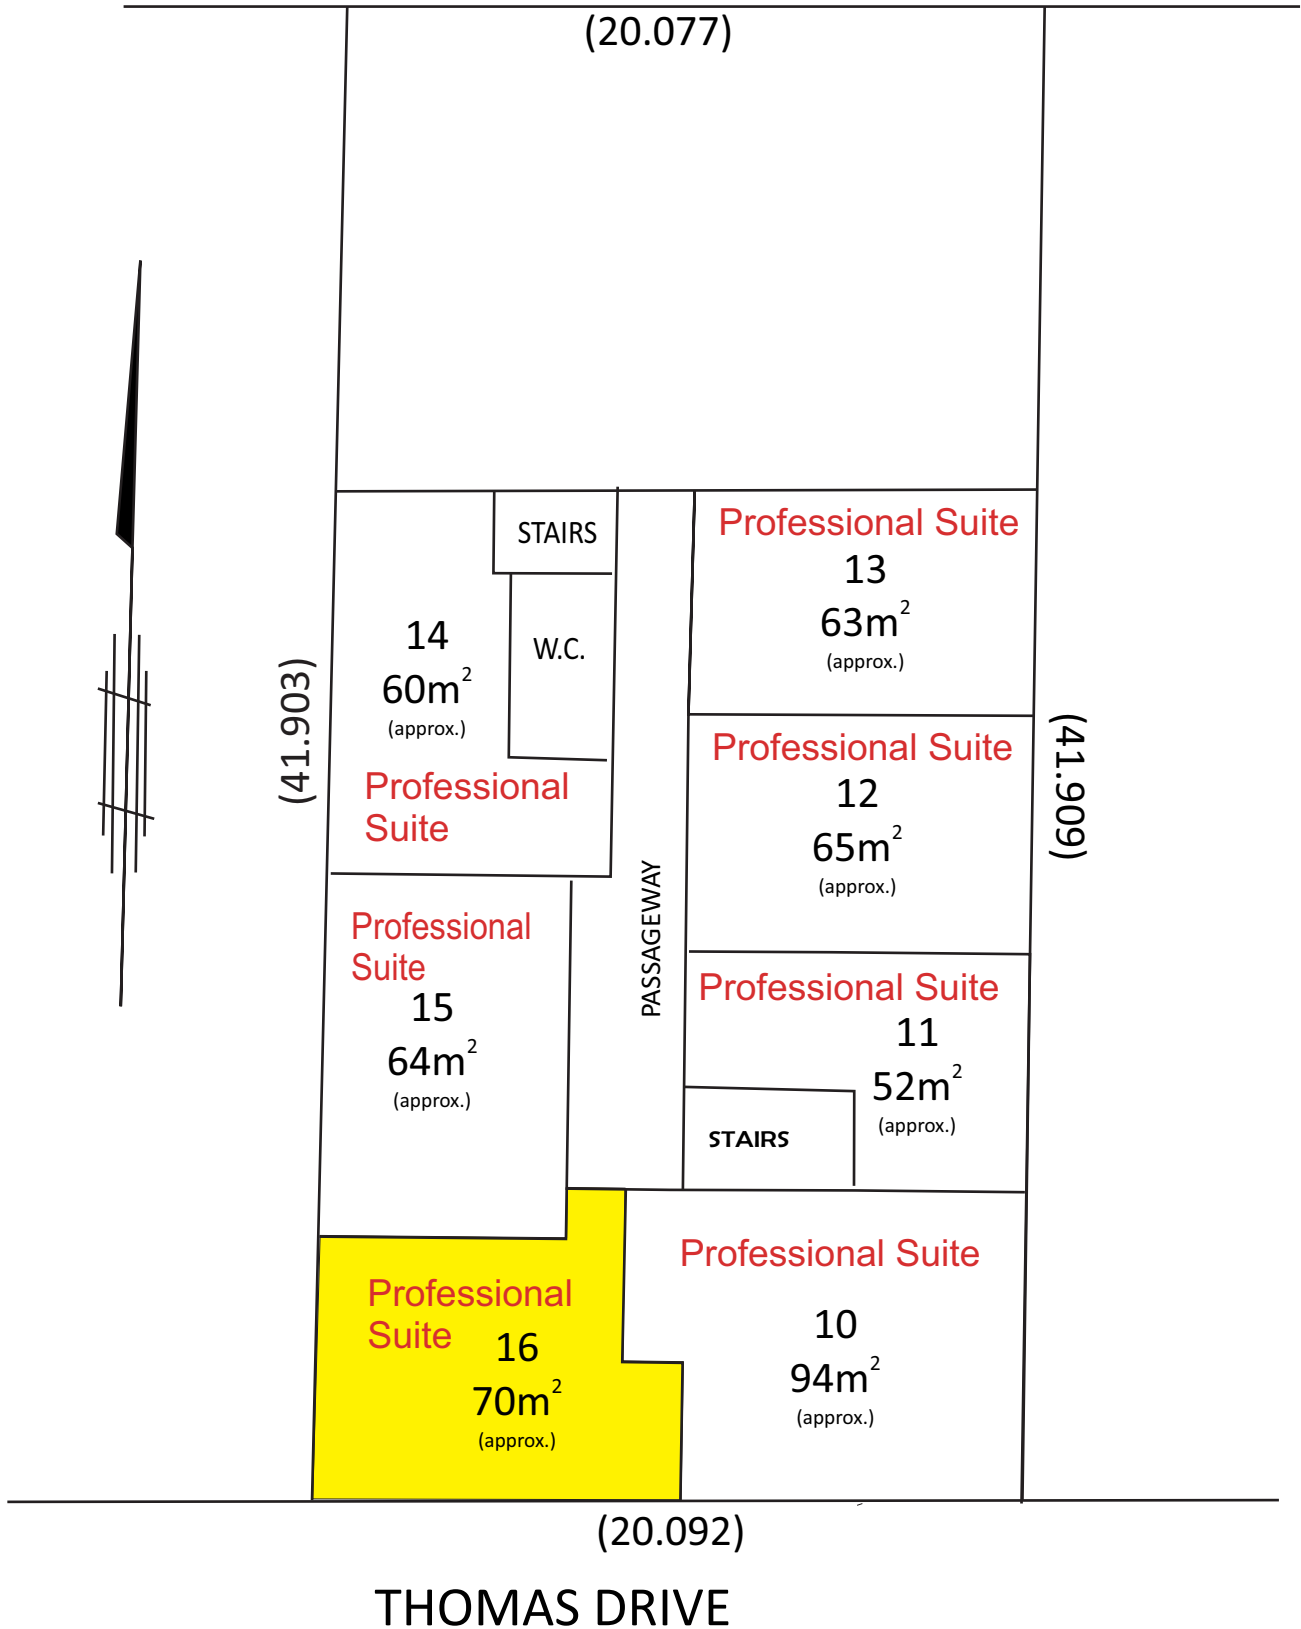 (20.077)
STAIRS
W.C.
14
60m²
(approx.)
Professional
Suite
Professional Suite
13
63m²
(approx.)
(41.903)
(41.909)
Professional Suite
12
65m²
(approx.)
PASSAGEWAY
Professional
Suite
15
64m²
(approx.)
Professional Suite
11
52m²
(approx.)
STAIRS
Professional
Suite
16
70m²
(approx.)
Professional Suite
10
94m²
(approx.)
(20.092)
THOMAS DRIVE